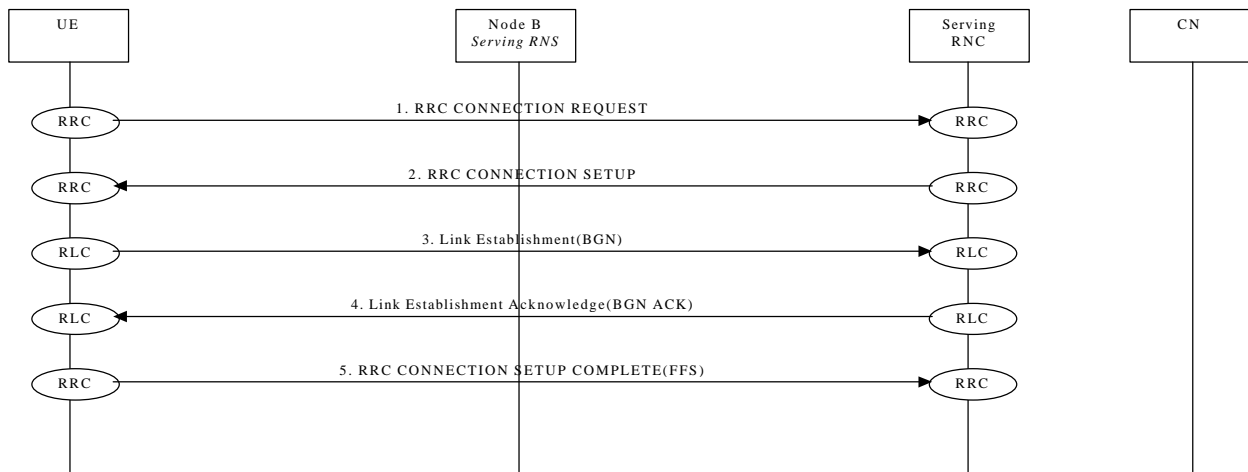 UE
Node B
Serving RNS
Serving
RNC
CN
1. RRC CONNECTION REQUEST
RRC
RRC
2. RRC CONNECTION SETUP
RRC
RRC
3. Link Establishment(BGN)
RLC
RLC
4. Link Establishment Acknowledge(BGN ACK)
RLC
RLC
5. RRC CONNECTION SETUP COMPLETE(FFS)
RRC
RRC